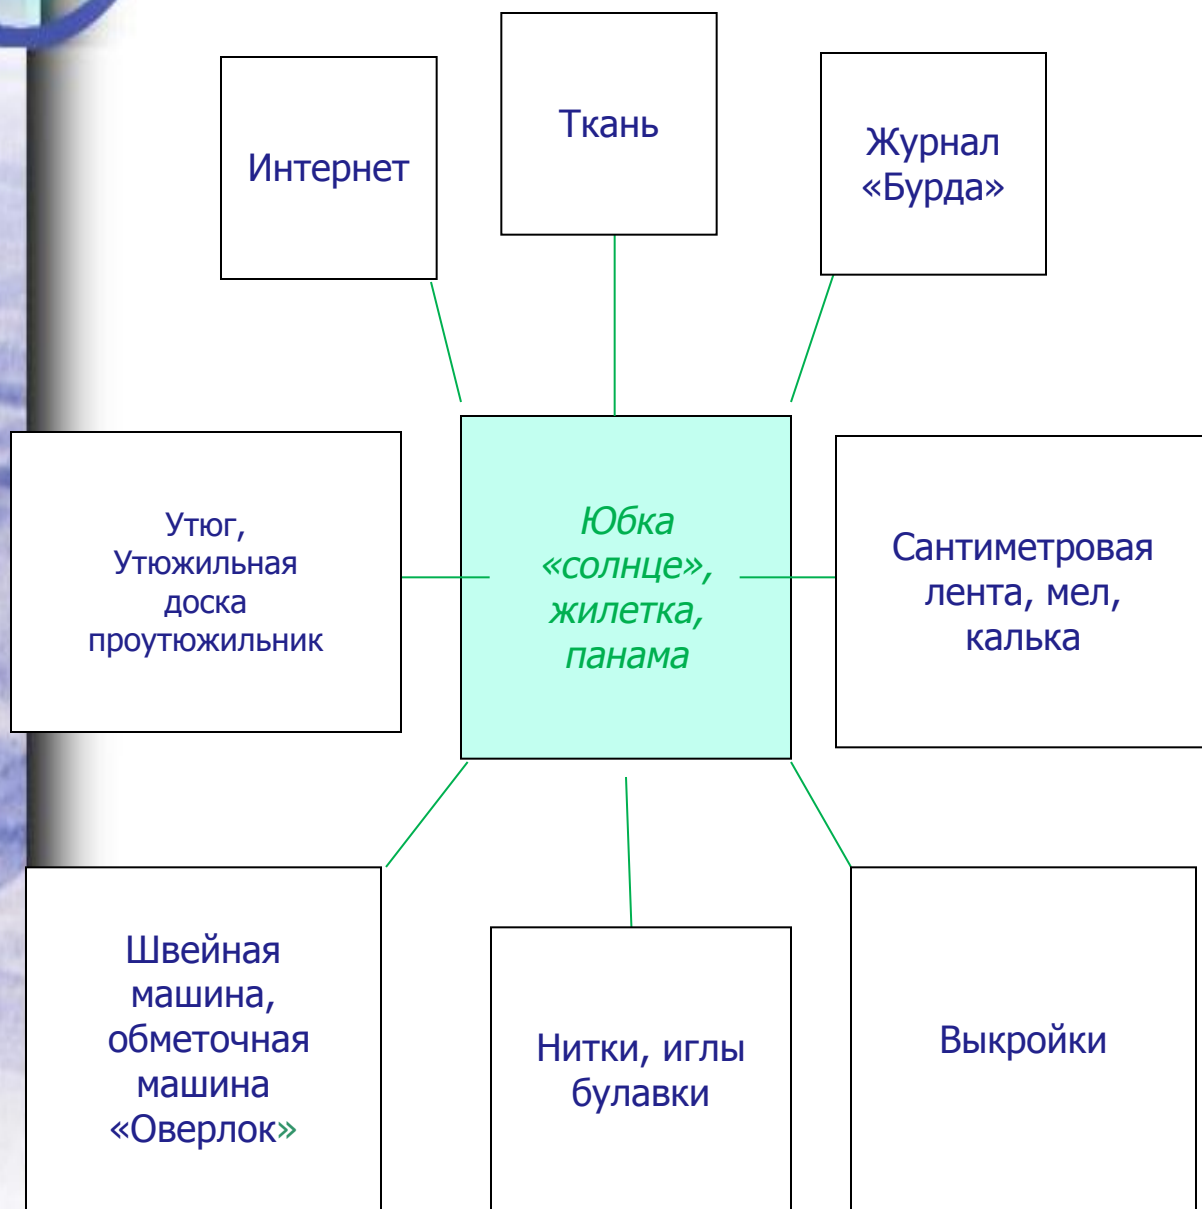 Интернет
Ткань
Журнал
«Бурда»
Утюг,
Утюжильная
доска
проутюжильник
Юбка
«солнце»,
жилетка,
панама
Сантиметровая
лента, мел,
калька
Швейная
машина,
обметочная
машина
«Оверлок»
Нитки, иглы
булавки
Выкройки